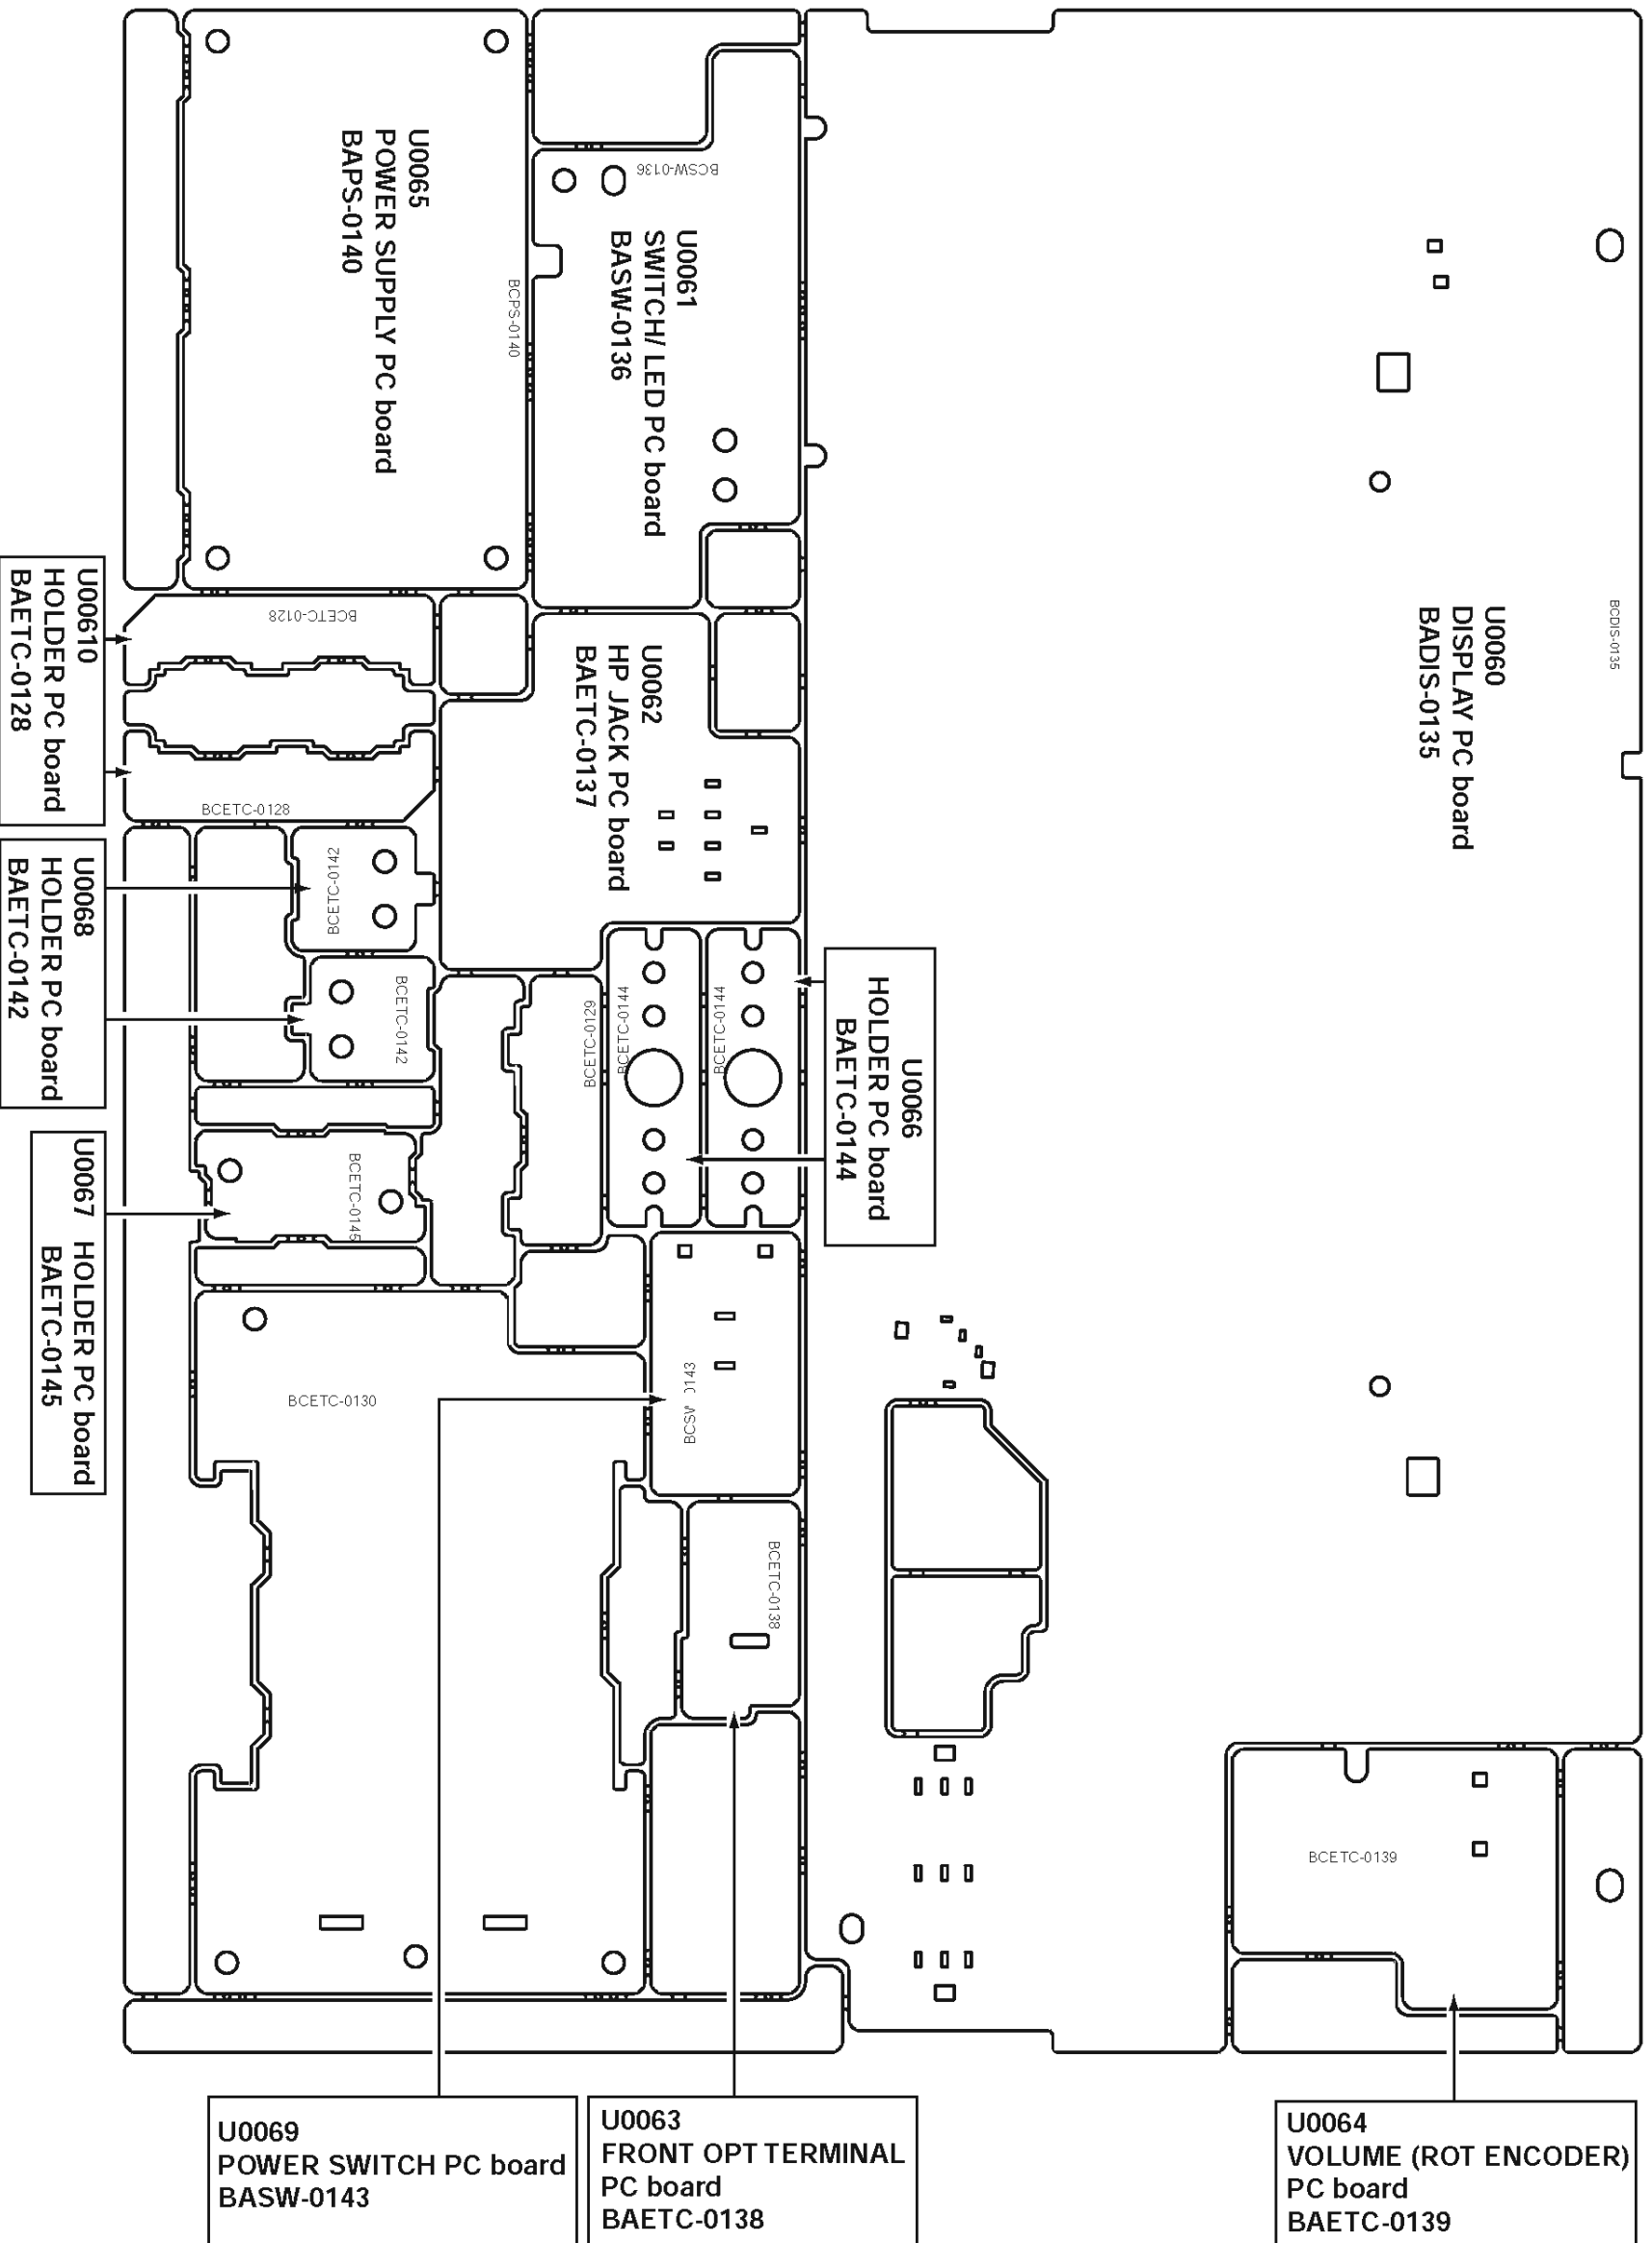 U0065
POWER SUPPLY PC board
BAPS-0140
BCPS-0140
BCSW-0136
U0061
SWITCH/ LED PC board
BASW-0136
BCDIS-0135
U0060
DISPLAY PC board
BADIS-0135
U00610
HOLDER PC board
BAETC-0128
BCETC-0128
BCETC-0128
U0062
HP JACK PC board
BAETC-0137
U0068
HOLDER PC board
BAETC-0142
BCETC-0142
BCETC-0142
BCETC-0129
BCETC-0144
BCETC-0144
U0066
HOLDER PC board
BAETC-0144
U0067 HOLDER PC board
BAETC-0145
BCETC-0145
BCETC-0130
BCSW 0143
BCETC-0138
BCETC-0139
U0069
POWER SWITCH PC board
BASW-0143
U0063
FRONT OPT TERMINAL
PC board
BAETC-0138
U0064
VOLUME (ROT ENCODER)
PC board
BAETC-0139